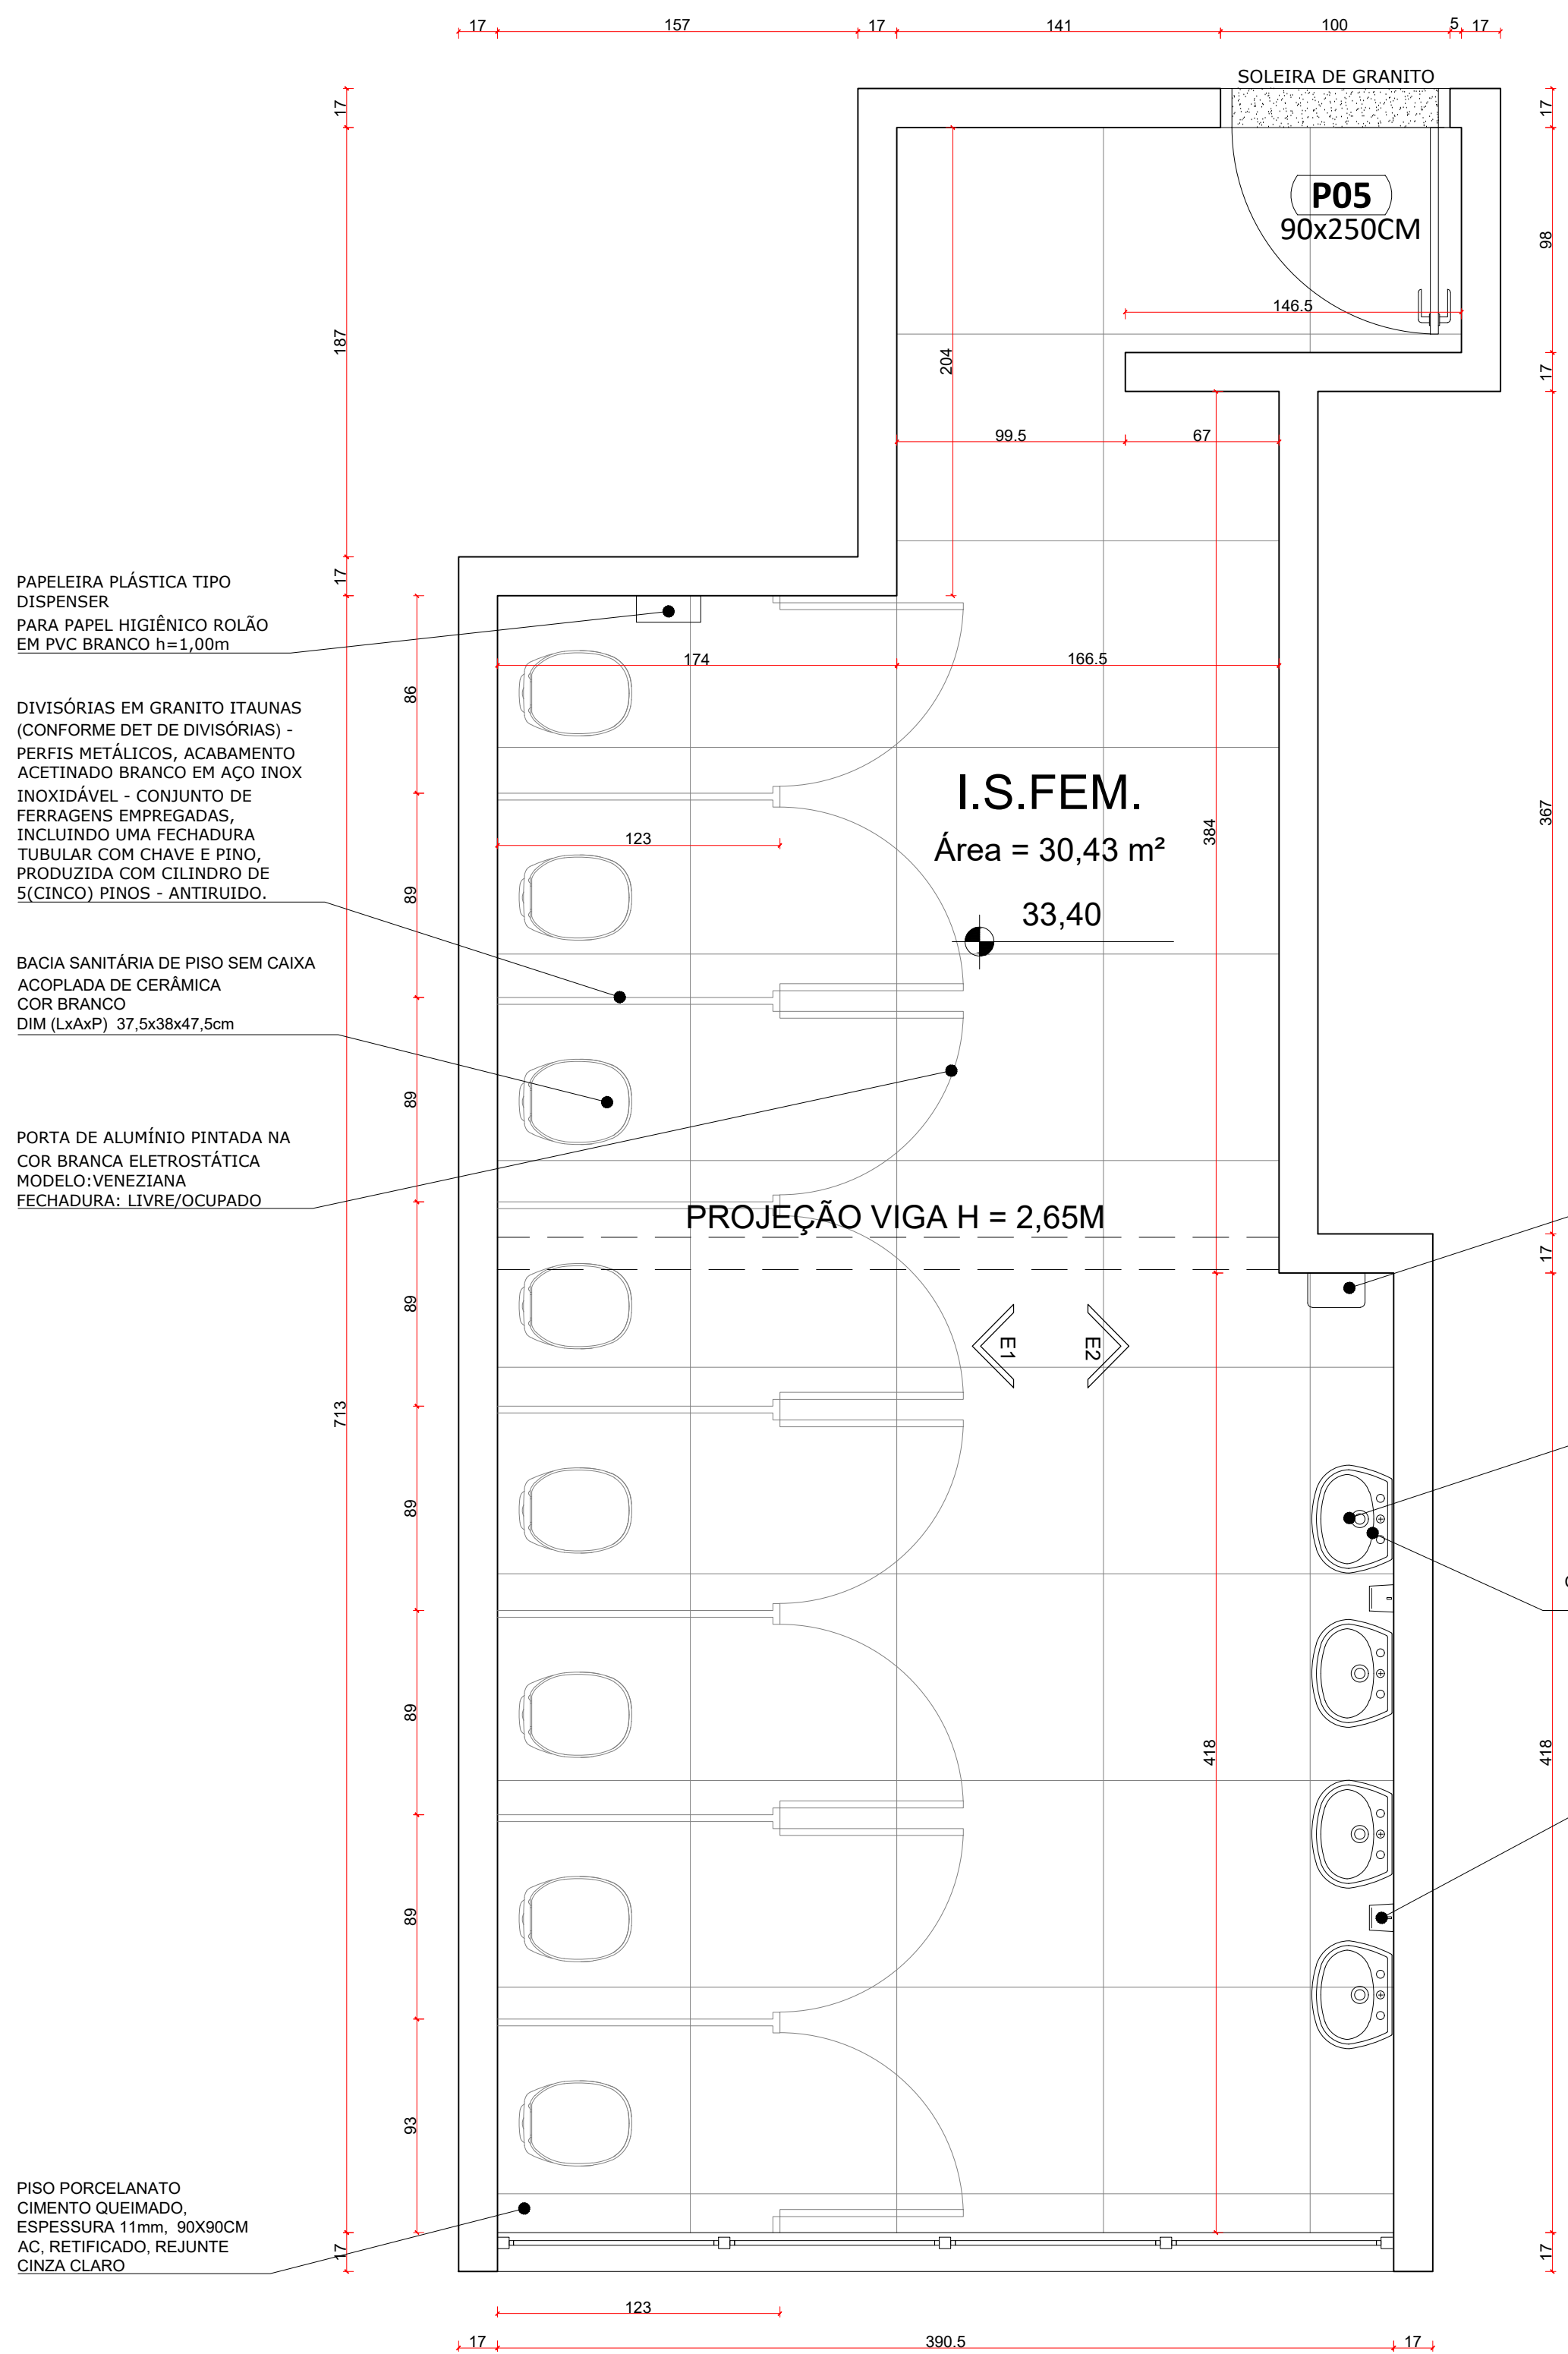 17
157
17
141
100
5
17
SOLEIRA DE GRANITO
17
17
P05
90x250CM
98
146.5
187
204
17
99.5
67
17
PAPELEIRA PLÁSTICA TIPO
DISPENSER
PARA PAPEL HIGIÊNICO ROLÃO
EM PVC BRANCO h=1,00m
174
166.5
86
DIVISÓRIAS EM GRANITO ITAUNAS
(CONFORME DET DE DIVISÓRIAS) -
PERFIS METÁLICOS, ACABAMENTO
ACETINADO BRANCO EM AÇO INOX
INOXIDÁVEL - CONJUNTO DE
FERRAGENS EMPREGADAS,
INCLUINDO UMA FECHADURA
TUBULAR COM CHAVE E PINO,
PRODUZIDA COM CILINDRO DE
5(CINCO) PINOS - ANTIRUIDO.
I.S.FEM.
Área = 30,43 m²
33,40
123
384
367
89
BACIA SANITÁRIA DE PISO SEM CAIXA
ACOPLADA DE CERÂMICA
COR BRANCO
DIM (LxAxP) 37,5x38x47,5cm
89
PORTA DE ALUMÍNIO PINTADA NA
COR BRANCA ELETROSTÁTICA
MODELO:VENEZIANA
FECHADURA: LIVRE/OCUPADO
PROJEÇÃO VIGA H = 2,65M
17
89
E1
E2
713
89
89
418
418
89
93
PISO PORCELANATO
CIMENTO QUEIMADO,
ESPESSURA 11mm, 90X90CM
AC, RETIFICADO, REJUNTE
CINZA CLARO
17
17
123
17
390.5
17